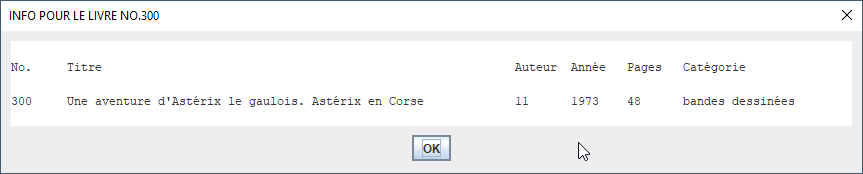 INFO POUR LE LIVRE NO.300
No. Titre Auteur Année Pages Catégorie
300 Une aventure d'Astérix le gaulois. Astérix en Corse 11 1973 48 bandes dessinées
OK